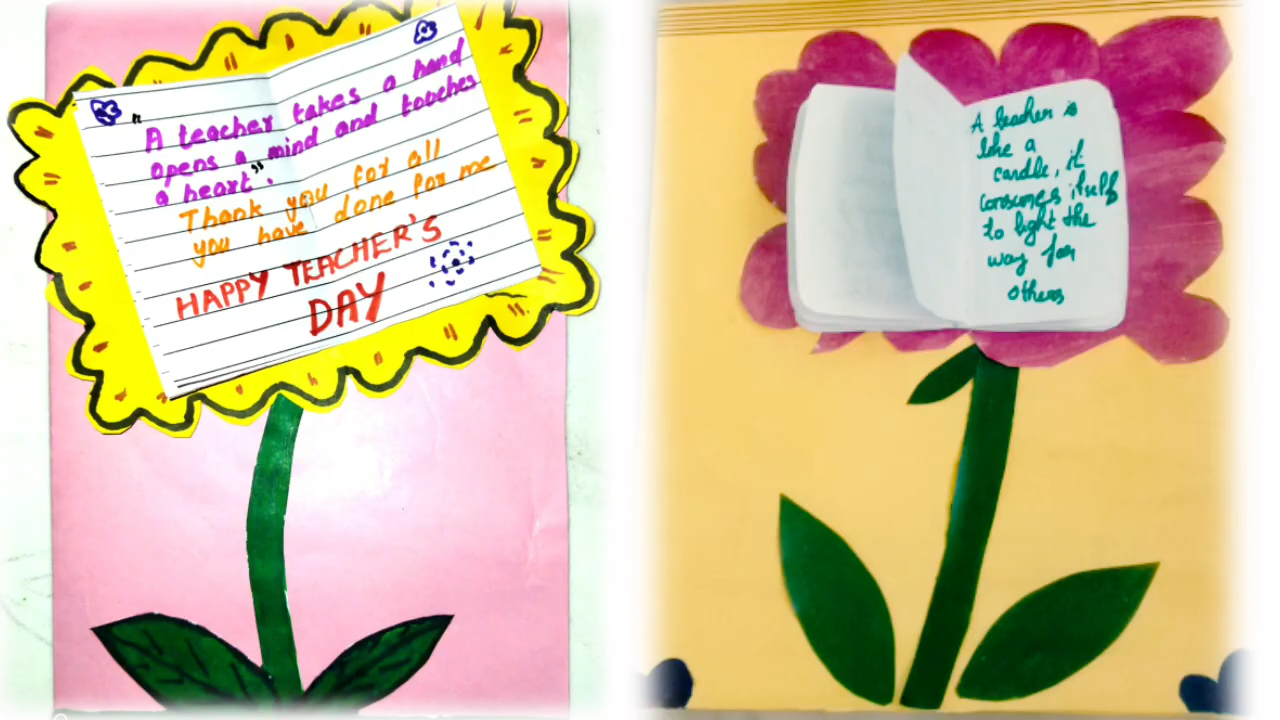 "A teacher takes a hand
opens a mind and touches
a heart".
Thank you for all
you have done for me
HAPPY TEACHER'S
DAY
A teacher is
like a
candle, it
consumes itself
to light the
way for
others